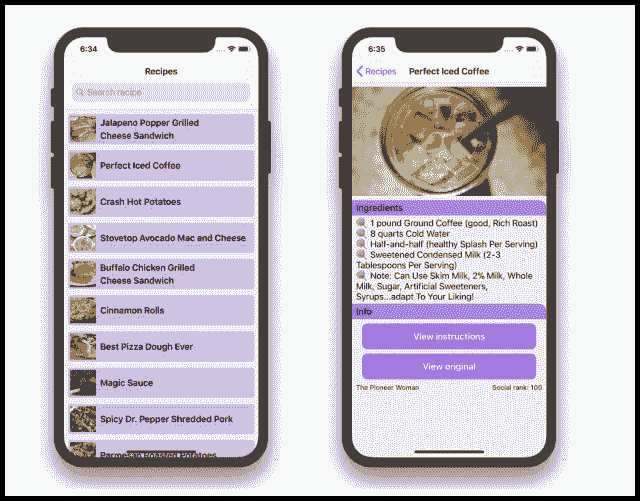 6:34
Recipes
Search recipe
Jalapeno Popper Grilled
Cheese Sandwich
Perfect Iced Coffee
Crash Hot Potatoes
Stovetop Avocado Mac and Cheese
Buffalo Chicken Grilled
Cheese Sandwich
Cinnamon Rolls
Best Pizza Dough Ever
Magic Sauce
Spicy Dr. Pepper Shredded Pork
Parmesan Roasted Potatoes
6:35
Recipes
Perfect Iced Coffee
Ingredients
1 pound Ground Coffee (good, Rich Roast)
8 quarts Cold Water
Half-and-half (healthy Splash Per Serving)
Sweetened Condensed Milk (2-3
Tablespoons Per Serving)
Note: Can Use Skim Milk, 2% Milk, Whole
Milk, Sugar, Artificial Sweeteners,
Syrups...adapt To Your Liking!
Info
View instructions
View original
The Pioneer Woman Social rank: 100